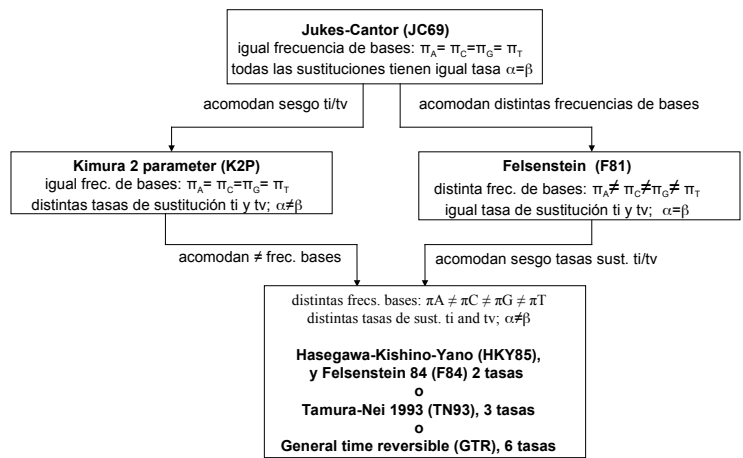 Jukes-Cantor (JC69)
igual frecuencia de bases: πA= πC=πG= πT
todas las sustituciones tienen igual tasa α=β
acomodan sesgo ti/tv
acomodan distintas frecuencias de bases
Kimura 2 parameter (K2P)
igual frec. de bases: πA= πC=πG= πT
distintas tasas de sustitución ti y tv; α≠β
Felsenstein (F81)
distinta frec. de bases: πA≠ πC≠πG≠ πT
igual tasa de sustitución ti y tv; α=β
acomodan ≠ frec. bases
acomodan sesgo tasas sust. ti/tv
distintas frecs. bases: πA ≠ πC ≠ πG ≠ πT
distintas tasas de sust. ti and tv; α≠β
Hasegawa-Kishino-Yano (HKY85),
y Felsenstein 84 (F84) 2 tasas
o
Tamura-Nei 1993 (TN93), 3 tasas
o
General time reversible (GTR), 6 tasas